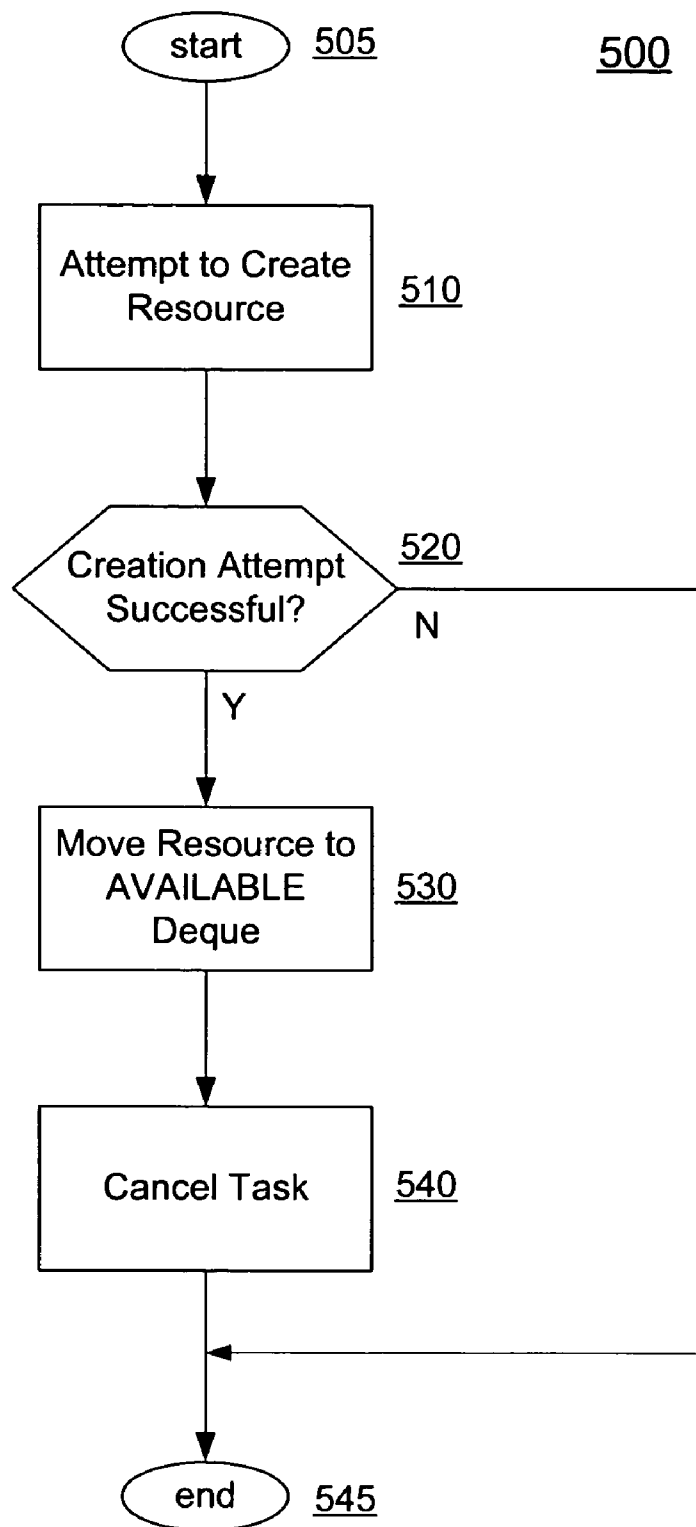 start 505 500
Attempt to Create
Resource
510
Creation Attempt
Successful?
520
N
Y
Move Resource to
AVAILABLE
Deque
530
Cancel Task 540
end 545